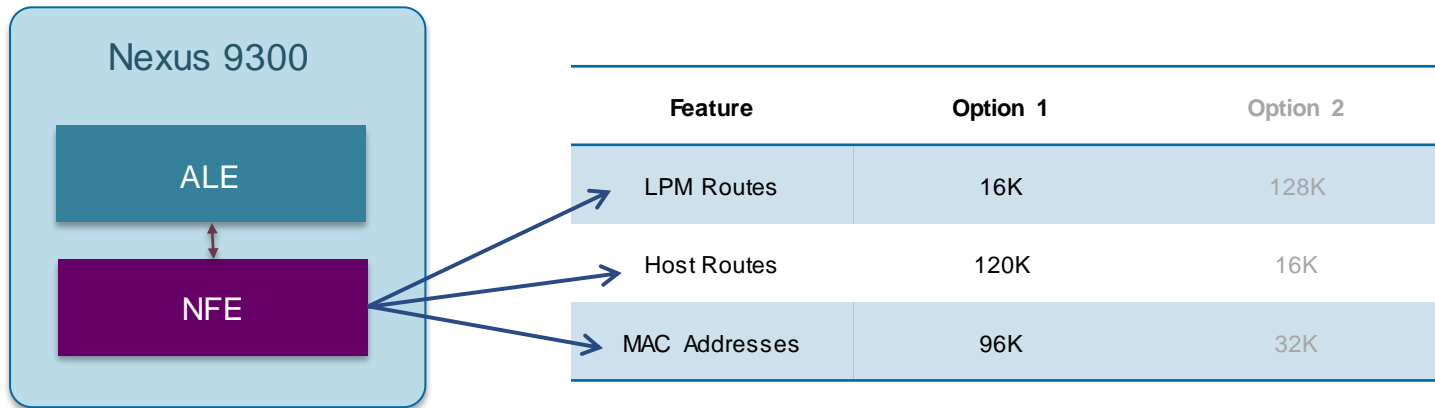 Nexus 9300
ALE
NFE
Feature Option 1 Option 2
LPM Routes 16K 128K
Host Routes 120K 16K
MAC Addresses 96K 32K